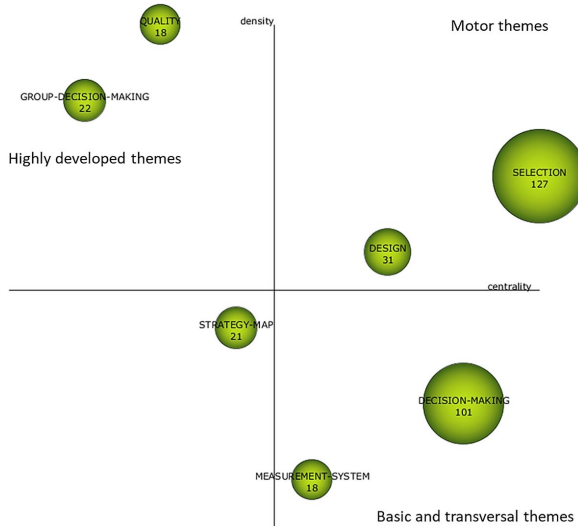 QUALITY
18
density
Motor themes
GROUP-DECISION-MAKING
22
Highly developed themes
SELECTION
127
DESIGN
31
centrality
STRATEGY-MAP
21
DECISION-MAKING
101
MEASUREMENT-SYSTEM
18
Basic and transversal themes